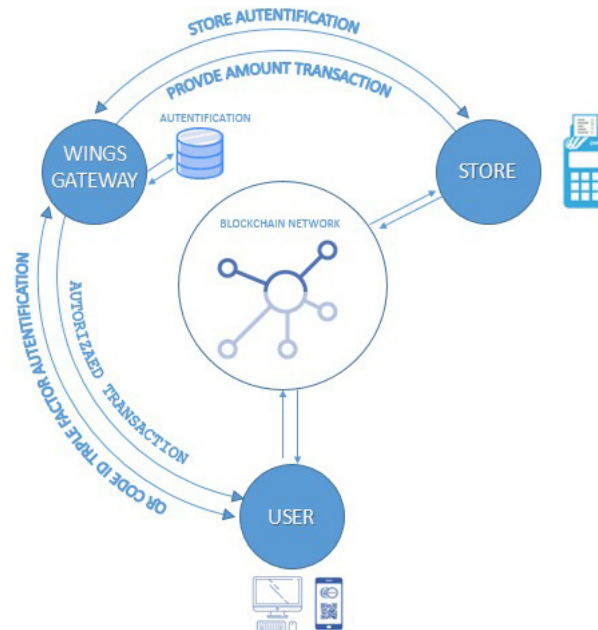 STORE AUTENTIFICATION
PROVDE AMOUNT TRANSACTION
AUTENTIFICATION
WINGS
GATEWAY
STORE
BLOCKCHAIN NETWORK
QR CODE ID TRPLE FACTOR AUTENTIFICATION
AUTORIZAED TRANSACTION
USER